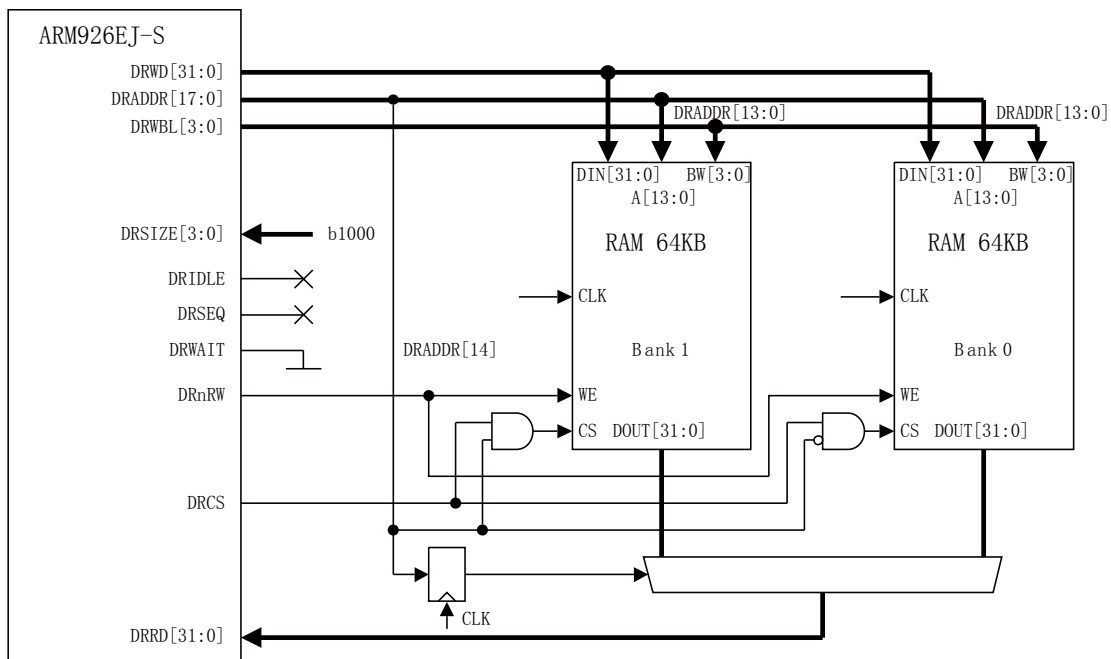 ARM926EJ-S
DRWD[31:0]
DRADDR[17:0]
DRADDR[13:0]
DRADDR[13:0]
DRWBL[3:0]
DIN[31:0]
BW[3:0]
DIN[31:0]
BW[3:0]
A[13:0]
A[13:0]
DRSIZE[3:0]
b1000
RAM 64KB
RAM 64KB
DRIDLE
CLK
CLK
DRSEQ
DRWAIT
DRADDR[14]
Bank 1
Bank 0
DRnRW
WE
WE
CS
DOUT[31:0]
CS
DOUT[31:0]
DRCS
CLK
DRRD[31:0]